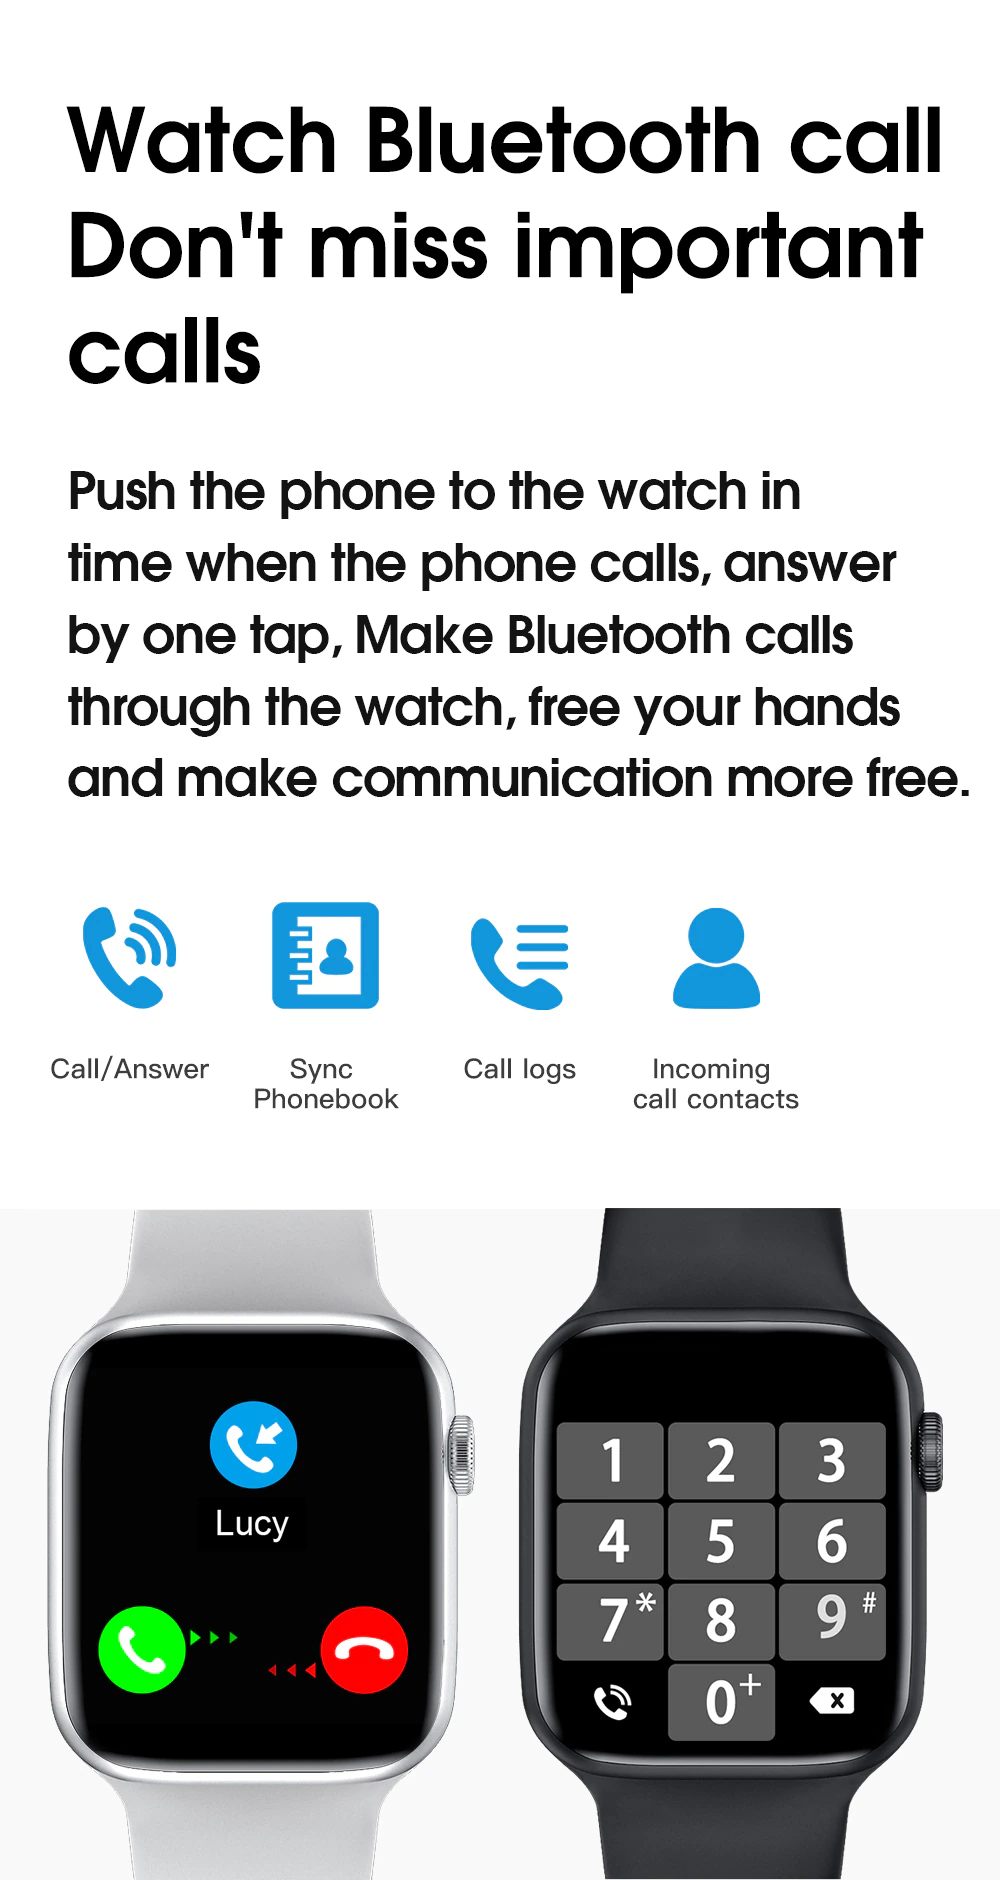 Watch Bluetooth call
Don't miss important
calls
Push the phone to the watch in
time when the phone calls, answer
by one tap, Make Bluetooth calls
through the watch, free your hands
and make communication more free.
Call/Answer
Sync
Phonebook
Call logs
Incoming
call contacts
Lucy
1 2 3
4 5 6
7* 8 9#
0+